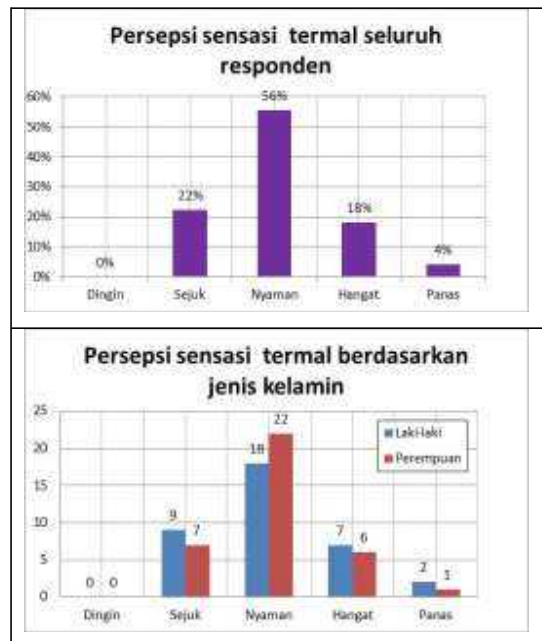 Persepsi sensasi termal seluruh
responden
60%
50%
40%
30%
20%
10%
0%
0%
22%
56%
18%
4%
Dingin Sejuk Nyaman Hangat Panas
Persepsi sensasi termal berdasarkan
jenis kelamin
25
20
15
10
5
0
0 0
9 7
18 22
7 6
2 1
Laki-laki
Perempuan
Dingin Sejuk Nyaman Hangat Panas